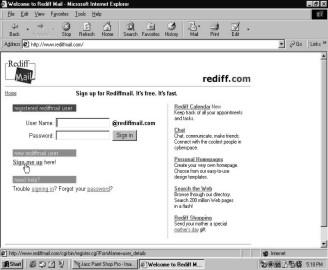 Welcome to Rediff Mail - Microsoft Internet Explorer
File Edit View Favorites Tools Help
Back Stop Refresh Home Search Favorites History Mail Print Edit
Address http://www.rediffmail.com/ Go Links
Rediff Mail
rediff.com
Home Sign up for Rediffmail. It's free. It's fast.
registered rediffmail user
User Name: @rediffmail.com
Password: Sign in
new rediffmail user
Sign me up here!
need help?
Trouble signing in? Forgot your password?
Rediff Calendar New
Keep track of all your appointments
and tasks.
Chat
Chat, communicate, make friends.
Connect with the coolest people in
cyberspace.
Personal Homepages
Create your very own homepage.
Choose from our easy-to-use
design templates.
Search the Web
Browse through our directory.
Search 200 million Web pages
in a flash!
Rediff Shopping
Send your mother a special
mother's day gift.
http://www.rediffmail.com/cgi-bin/register.cgi?FormName=user_details Internet
Start Jasc Paint Shop Pro - Ima... Welcome to Rediff M... 5:18 PM